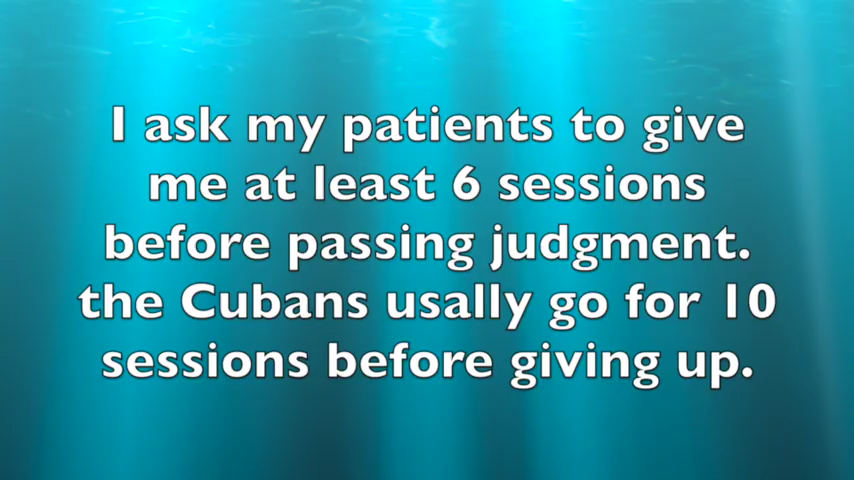 I ask my patients to give
me at least 6 sessions
before passing judgment.
the Cubans usally go for 10
sessions before giving up.